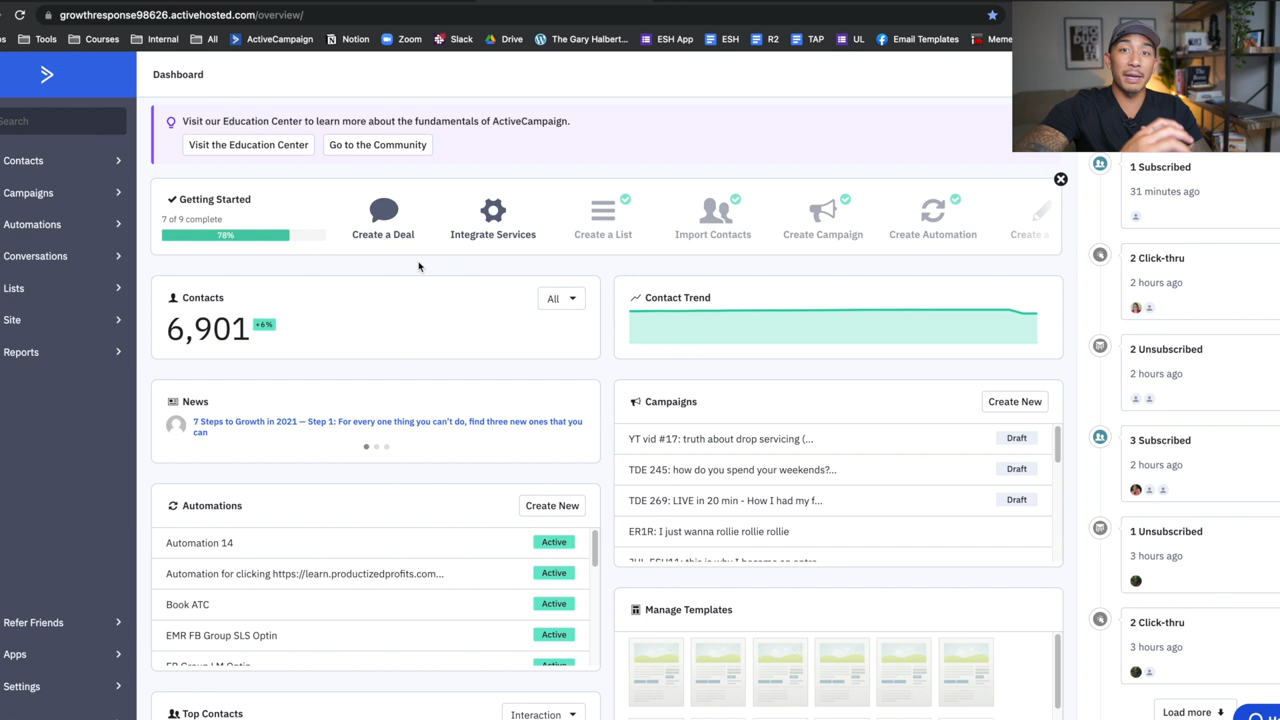 growthresponse98626.activehosted.com/overview/
Tools
Courses
Internal
All
ActiveCampaign
Notion
Zoom
Slack
Drive
The Gary Halbert...
ESH App
ESH
R2
TAP
UL
Email Templates
Meme
Search
Contacts
Campaigns
Automations
Conversations
Lists
Site
Reports
Refer Friends
Apps
Settings
Dashboard
Visit our Education Center to learn more about the fundamentals of ActiveCampaign.
Visit the Education Center
Go to the Community
Getting Started
7 of 9 complete
78%
Create a Deal
Integrate Services
Create a List
Import Contacts
Create Campaign
Create Automation
Create a
Contacts
All
6,901
+6%
Contact Trend
News
7 Steps to Growth in 2021 — Step 1: For every one thing you can't do, find three new ones that you
can
Campaigns
Create New
YT vid #17: truth about drop servicing (...
Draft
TDE 245: how do you spend your weekends?...
Draft
TDE 269: LIVE in 20 min - How I had my f...
Draft
ER1R: I just wanna rollie rollie rollie
Automations
Create New
Automation 14
Active
Automation for clicking https://learn.productizedprofits.com...
Active
Book ATC
Active
EMR FB Group SLS Optin
Active
Manage Templates
Top Contacts
Interaction
1 Subscribed
31 minutes ago
2 Click-thru
2 hours ago
2 Unsubscribed
2 hours ago
3 Subscribed
2 hours ago
1 Unsubscribed
3 hours ago
2 Click-thru
3 hours ago
Load more